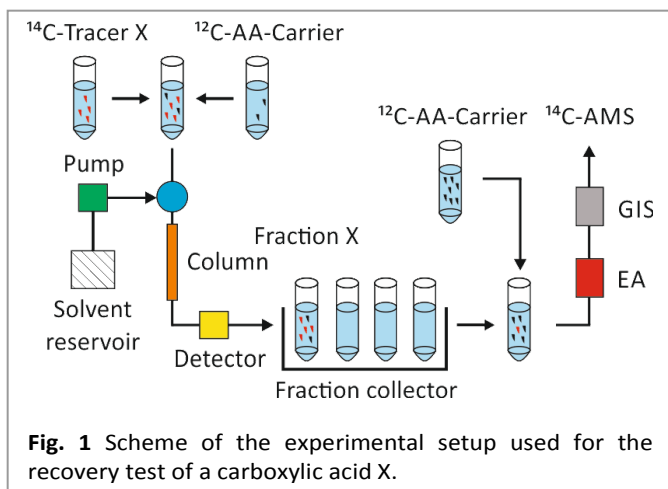 ¹⁴C-Tracer X
¹²C-AA-Carrier
¹²C-AA-Carrier
¹⁴C-AMS
Pump
GIS
Fraction X
Column
EA
Solvent
reservoir
Detector
Fraction collector
Fig. 1 Scheme of the experimental setup used for the
recovery test of a carboxylic acid X.